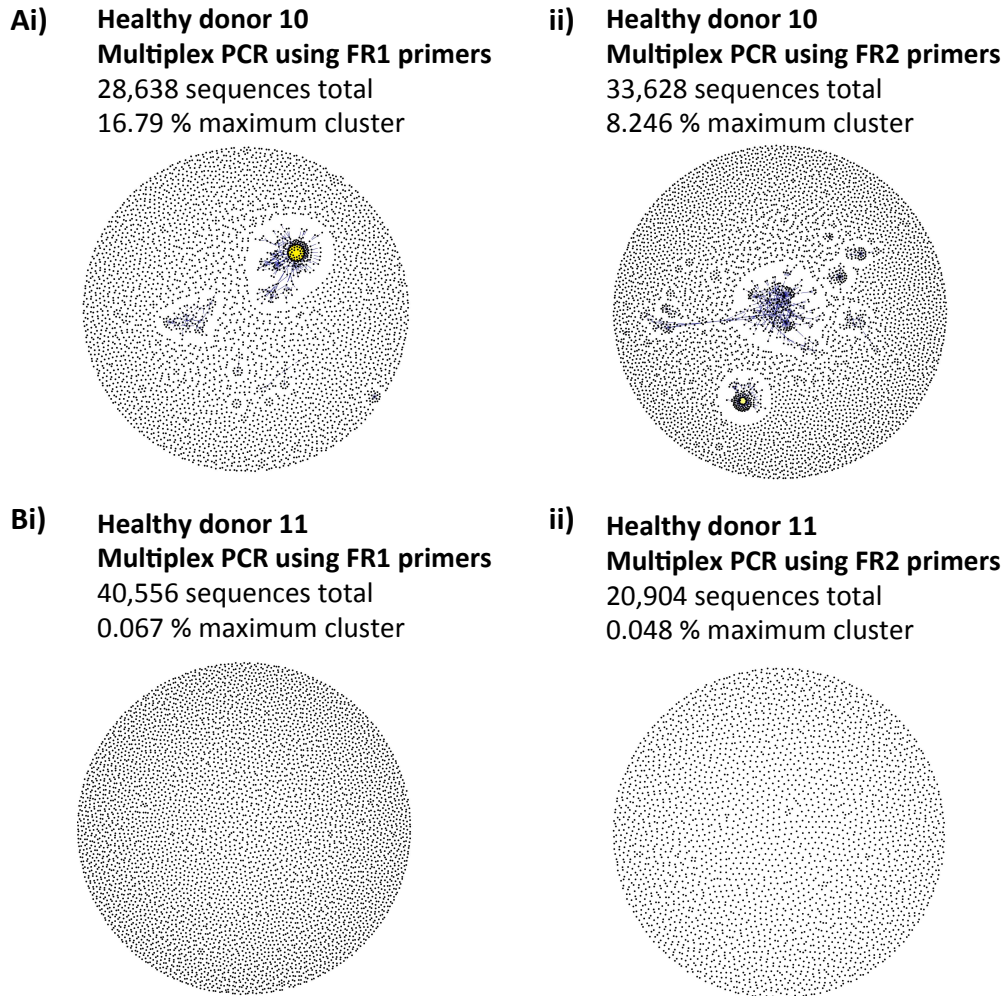 Ai)
Healthy donor 10
Multiplex PCR using FR1 primers
28,638 sequences total
16.79 % maximum cluster
ii)
Healthy donor 10
Multiplex PCR using FR2 primers
33,628 sequences total
8.246 % maximum cluster
Bi)
Healthy donor 11
Multiplex PCR using FR1 primers
40,556 sequences total
0.067 % maximum cluster
ii)
Healthy donor 11
Multiplex PCR using FR2 primers
20,904 sequences total
0.048 % maximum cluster